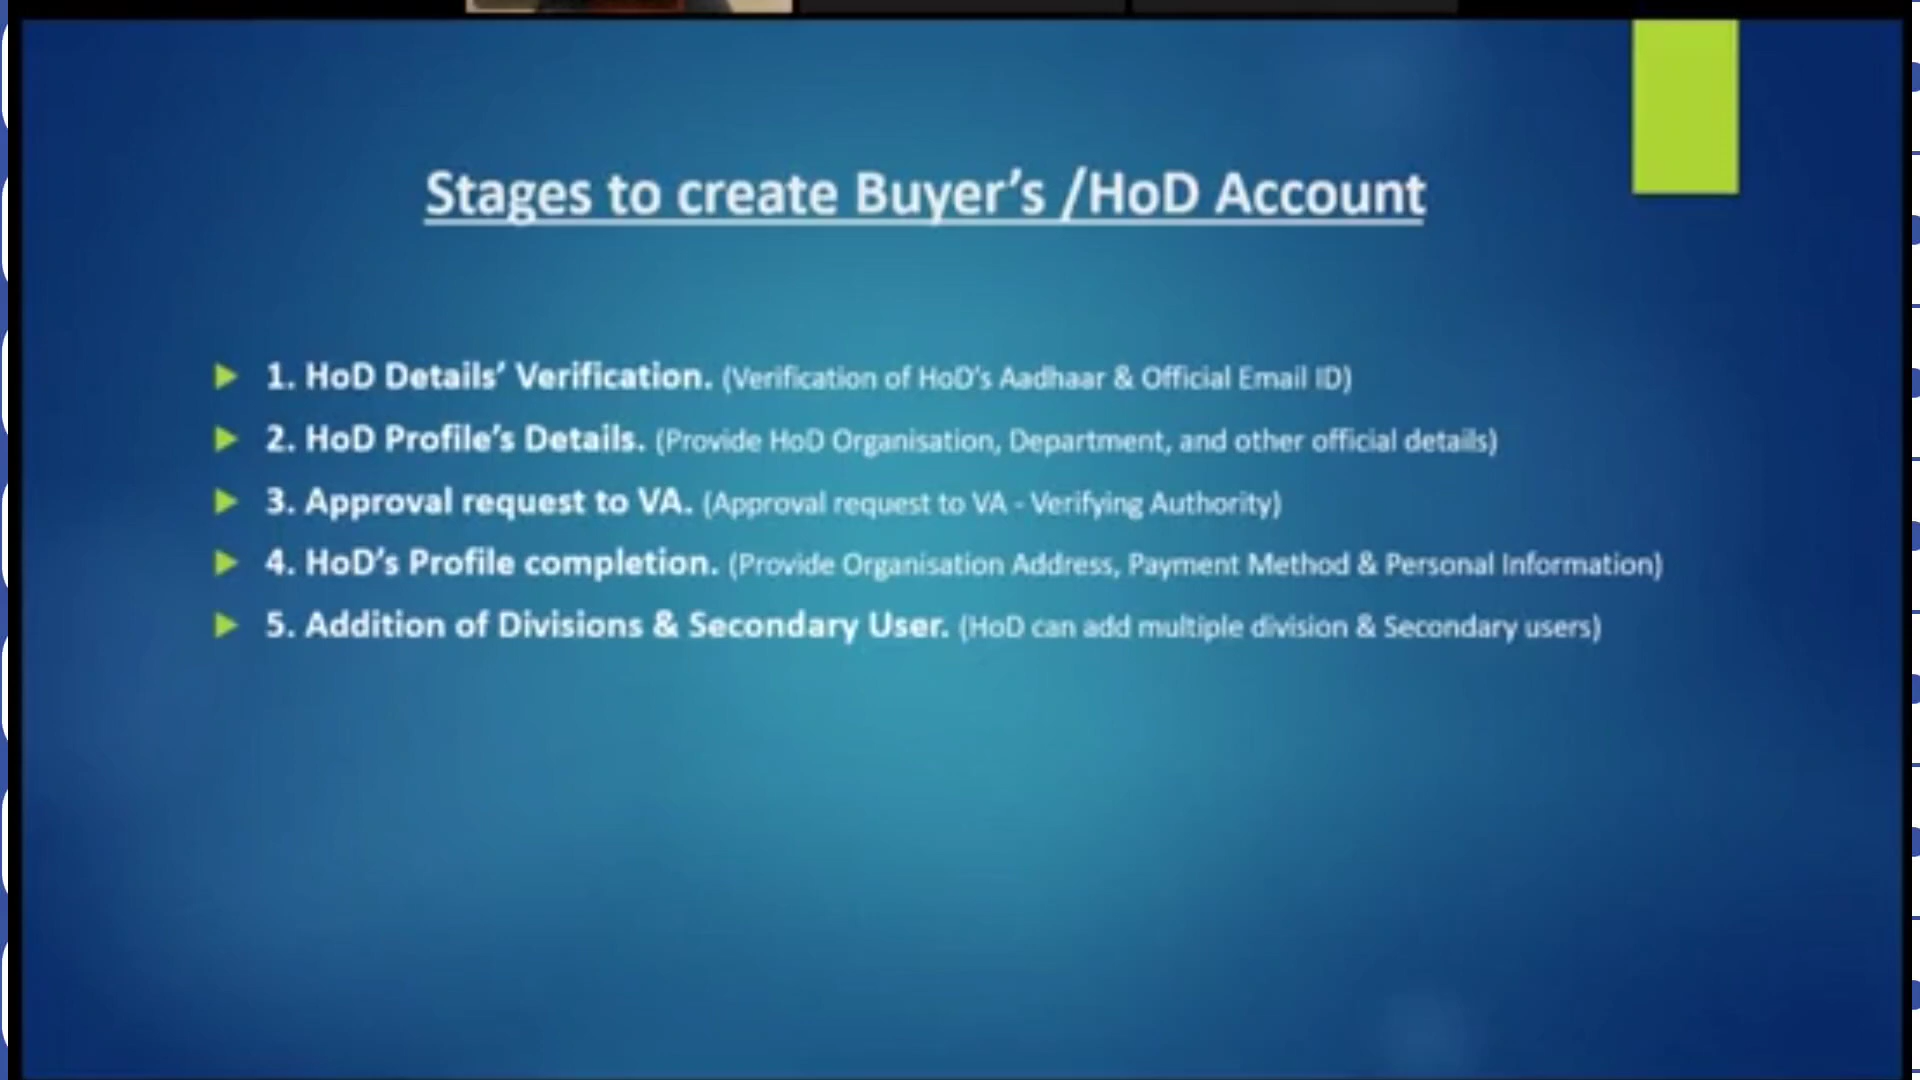 Stages to create Buyer’s /HoD Account
1. HoD Details’ Verification. (Verification of HoD’s Aadhaar & Official Email ID)
2. HoD Profile’s Details. (Provide HoD Organisation, Department, and other official details)
3. Approval request to VA. (Approval request to VA - Verifying Authority)
4. HoD’s Profile completion. (Provide Organisation Address, Payment Method & Personal Information)
5. Addition of Divisions & Secondary User. (HoD can add multiple division & Secondary users)